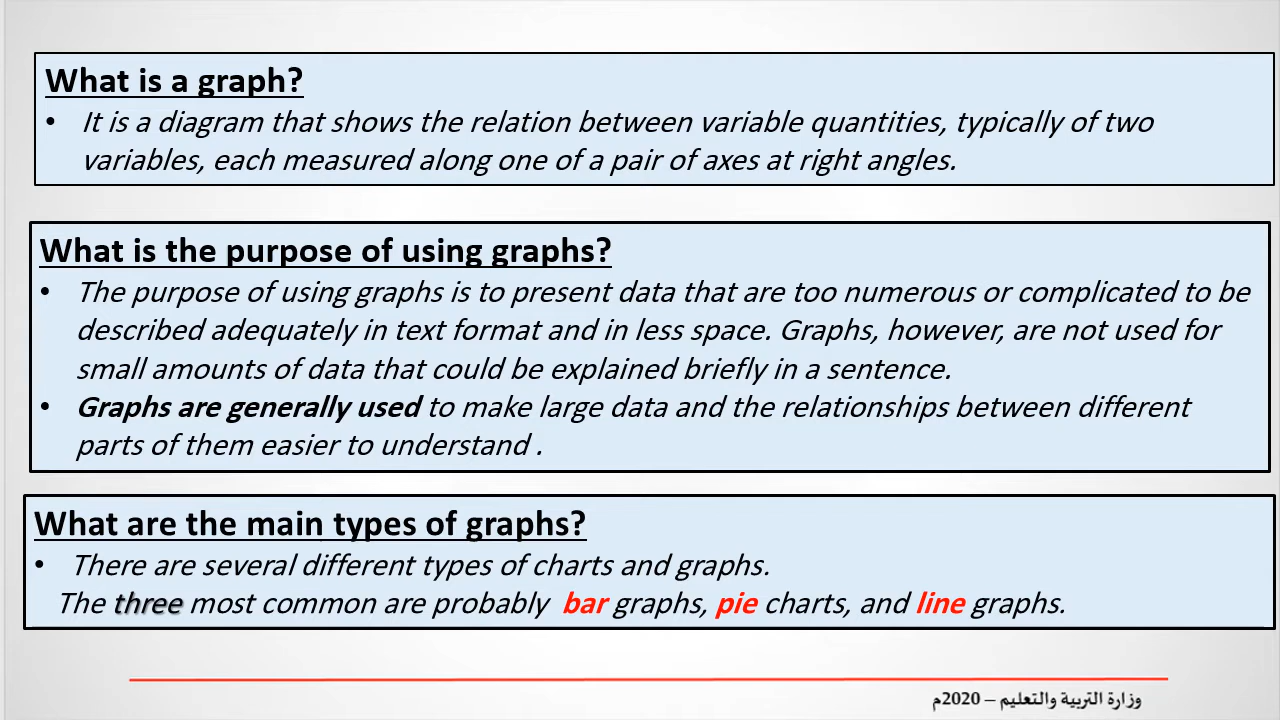 What is a graph?
• It is a diagram that shows the relation between variable quantities, typically of two
variables, each measured along one of a pair of axes at right angles.
What is the purpose of using graphs?
• The purpose of using graphs is to present data that are too numerous or complicated to be
described adequately in text format and in less space. Graphs, however, are not used for
small amounts of data that could be explained briefly in a sentence.
• Graphs are generally used to make large data and the relationships between different
parts of them easier to understand .
What are the main types of graphs?
• There are several different types of charts and graphs.
The three most common are probably bar graphs, pie charts, and line graphs.
وزارة التربية والتعليم – 2020م